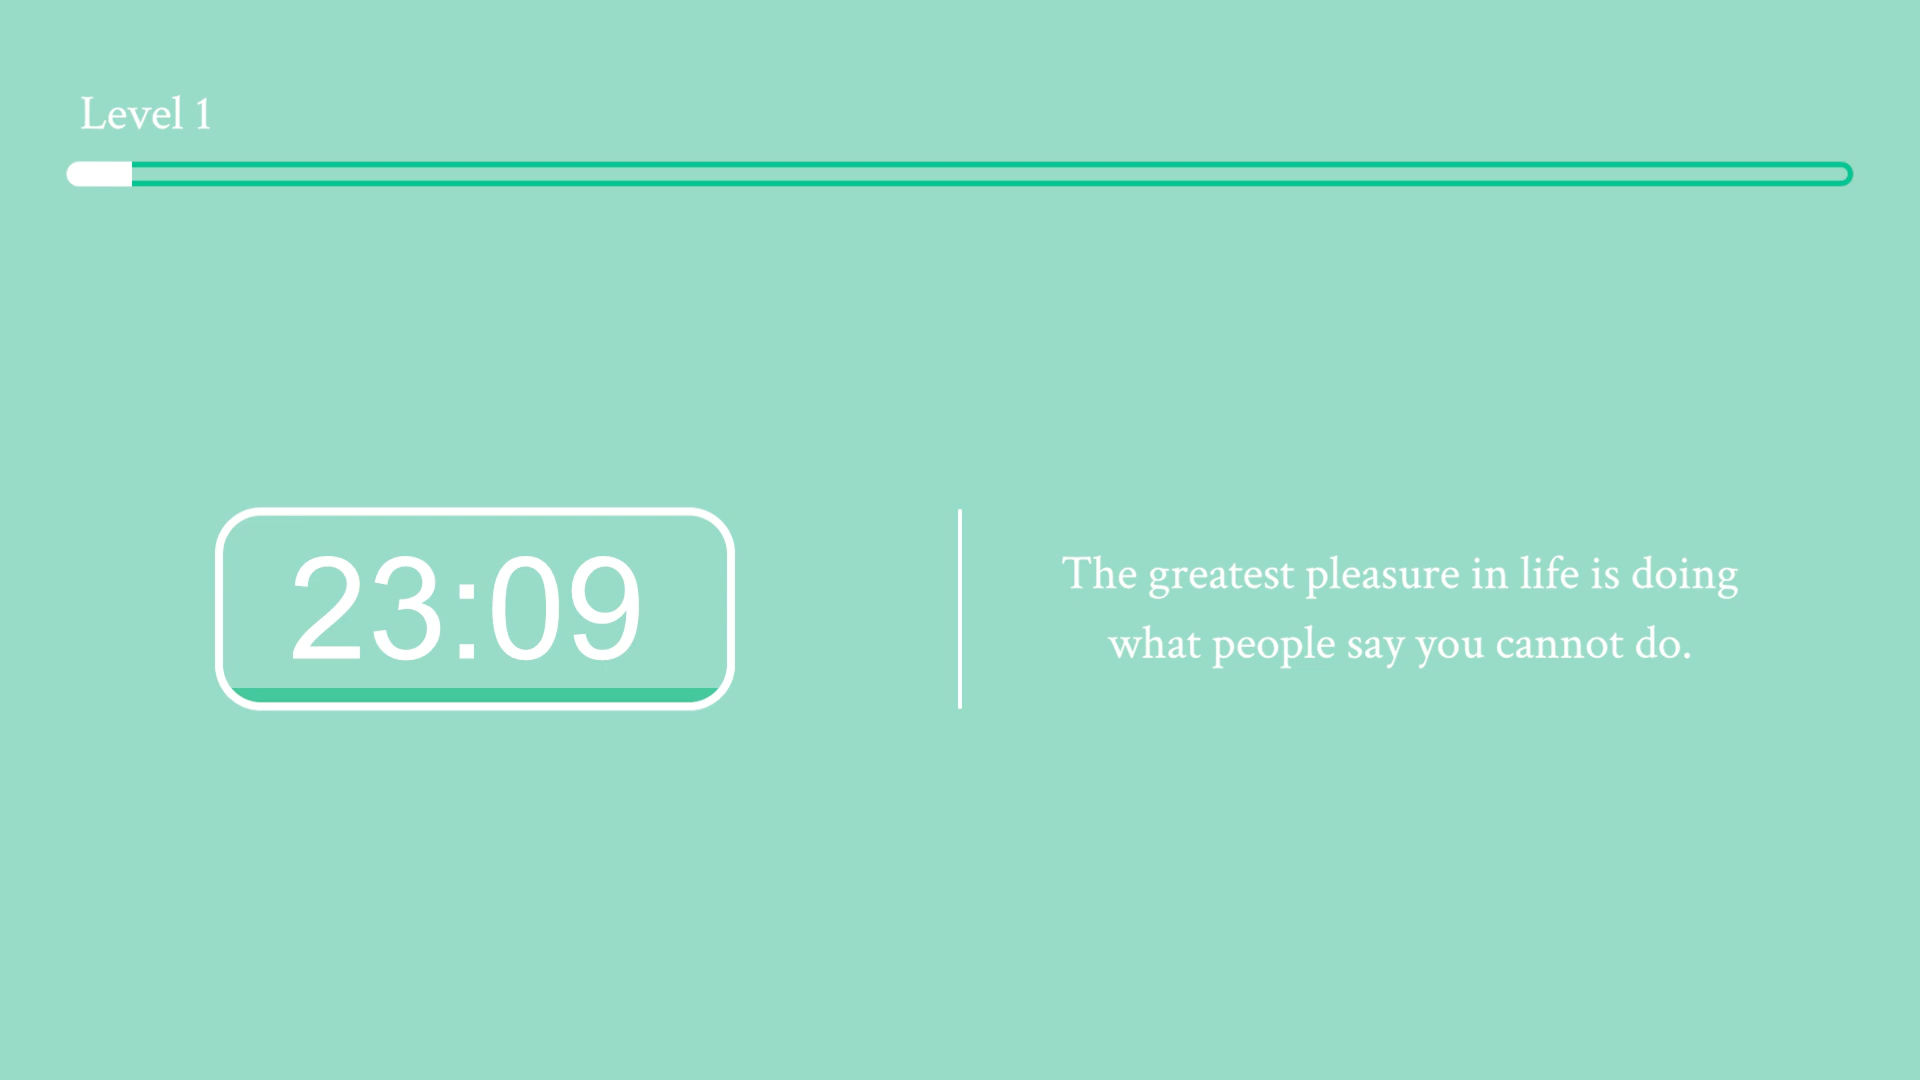 Level 1
23:09
The greatest pleasure in life is doing
what people say you cannot do.